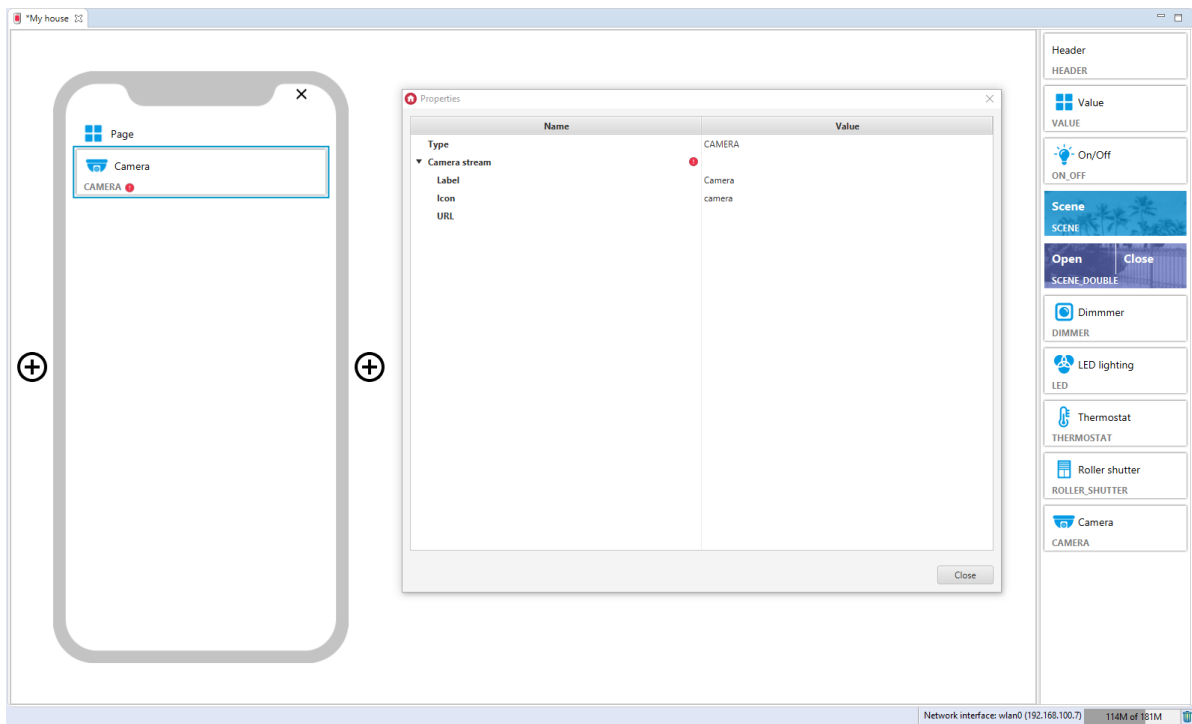 *My house
Page
Camera
CAMERA
Properties
Name Value
Type CAMERA
Camera stream
Label Camera
Icon camera
URL
Close
Header
HEADER
Value
VALUE
On/Off
ON_OFF
Scene
SCENE
Open Close
SCENE_DOUBLE
Dimmmer
DIMMER
LED lighting
LED
Thermostat
THERMOSTAT
Roller shutter
ROLLER_SHUTTER
Camera
CAMERA
Network interface: wlan0 (192.168.100.7) 114M of 181M